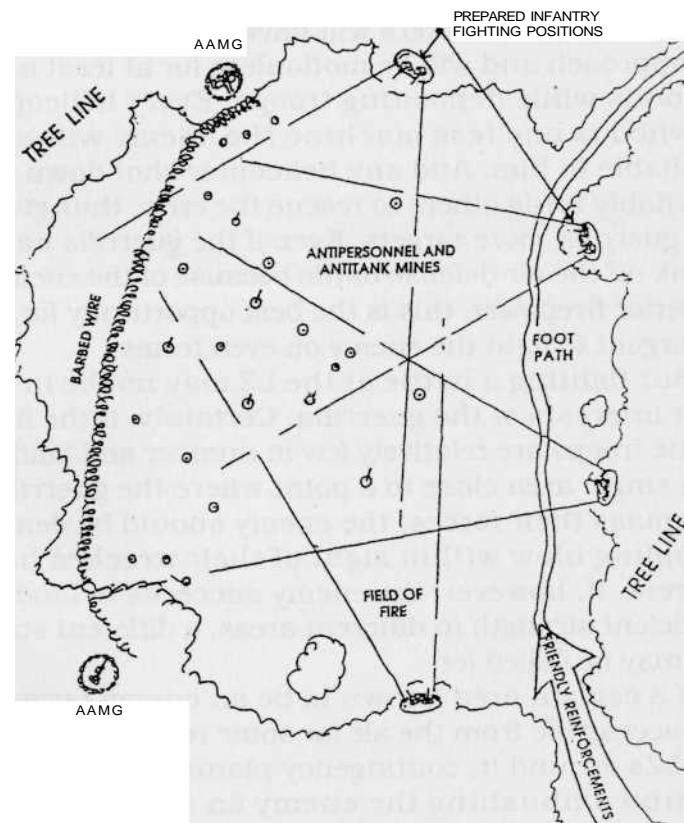 PREPARED INFANTRY
FIGHTING POSITIONS
AAMG
TREE LINE
ANTIPERSONNEL AND
ANTITANK MINES
BARBED WIRE
FOOT
PATH
TREE LINE
FIELD OF
FIRE
AAMG
FRIENDLY REINFORCEMENTS